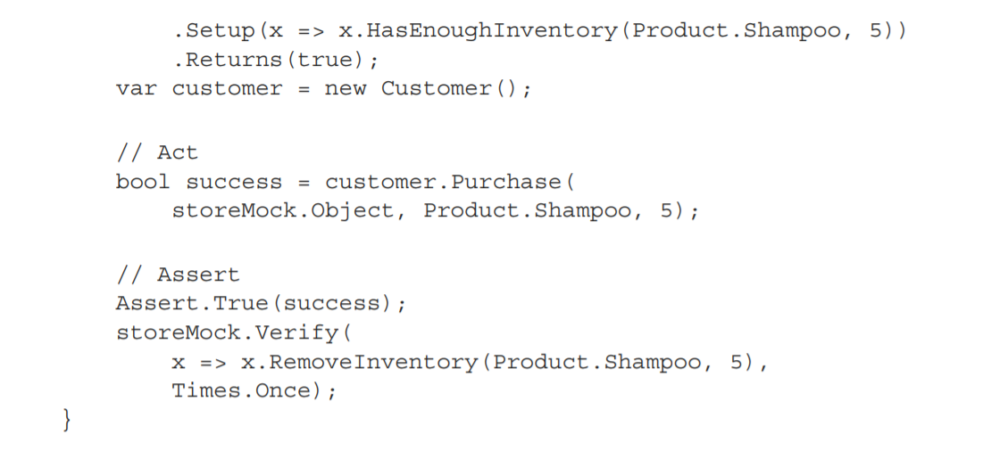 .Setup(x => x.HasEnoughInventory(Product.Shampoo, 5))
.Returns(true);
var customer = new Customer();
// Act
bool success = customer.Purchase(
storeMock.Object, Product.Shampoo, 5);
// Assert
Assert.True(success);
storeMock.Verify(
x => x.RemoveInventory(Product.Shampoo, 5),
Times.Once);
}